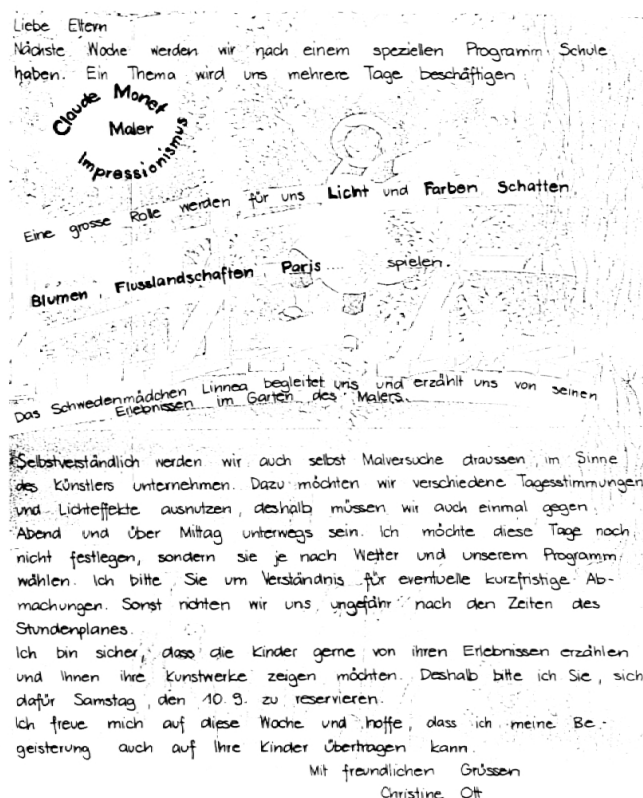 Liebe Eltern
Nächste Woche werden wir nach einem speziellen Programm Schule
haben. Ein Thema wird uns mehrere Tage beschäftigen
Claude Monet
Maler
Impressionismus
Eine grosse Rolle werden für uns Licht und Farben, Schatten,
Blumen, Flusslandschaften Paris .... spielen.
Das Schwedenmädchen Linnea begleitet uns und erzählt uns von seinen
Erlebnissen im Garten des Malers.
Selbstverständlich werden wir auch selbst Malversuche draussen, im Sinne
des Künstlers unternehmen. Dazu möchten wir verschiedene Tagesstimmungen
und Lichteffekte ausnutzen, deshalb müssen wir auch einmal gegen
Abend und über Mittag unterwegs sein. Ich möchte diese Tage noch
nicht festlegen, sondern sie je nach Wetter und unserem Programm
wählen. Ich bitte Sie um Verständnis für eventuelle kurzfristige Ab-
machungen. Sonst richten wir uns ungefähr nach den Zeiten des
Stundenplanes.
Ich bin sicher, dass die Kinder gerne von ihren Erlebnissen erzählen
und Ihnen ihre Kunstwerke zeigen möchten. Deshalb bitte ich Sie, sich
dafür Samstag, den 10.9. zu reservieren.
Ich freue mich auf diese Woche und hoffe, dass ich meine Be-
geisterung auch auf Ihre Kinder übertragen kann.
Mit freundlichen Grüssen
Christine Ott